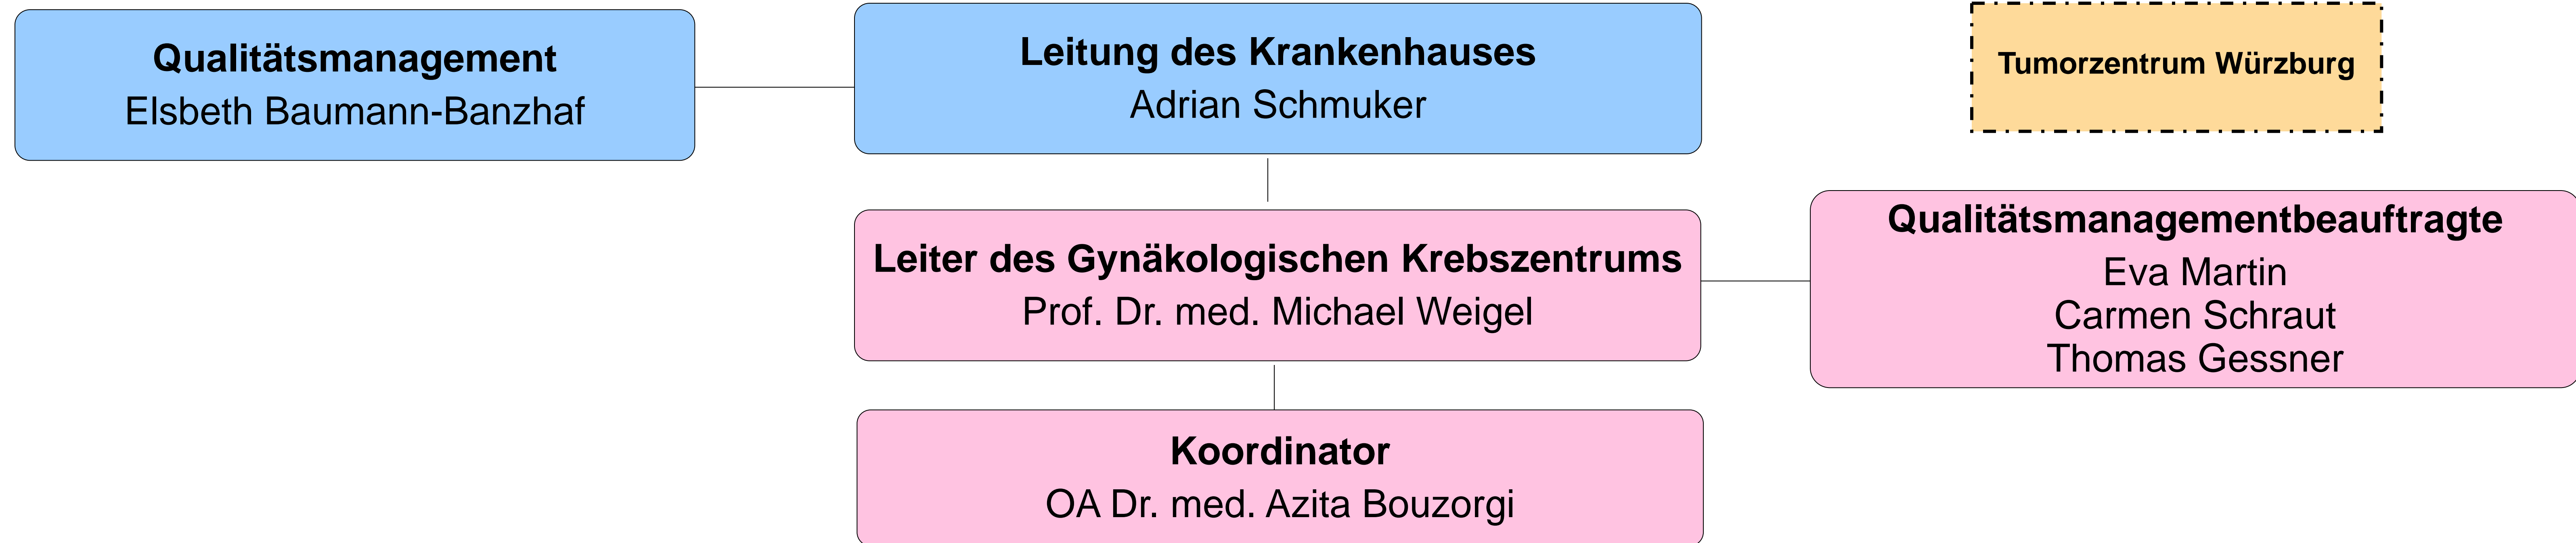 Qualitätsmanagement
Elsbeth Baumann-Banzhaf
Leitung des Krankenhauses
Adrian Schmuker
Tumorzentrum Würzburg
Leiter des Gynäkologischen Krebszentrums
Prof. Dr. med. Michael Weigel
Qualitätsmanagementbeauftragte
Eva Martin
Carmen Schraut
Thomas Gessner
Koordinator
OA Dr. med. Azita Bouzorgi